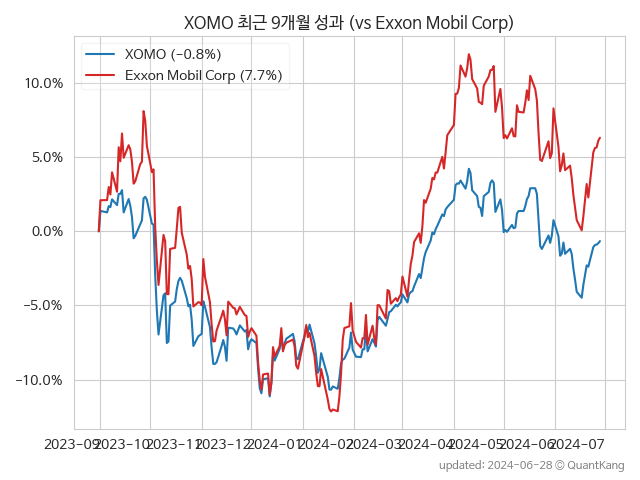 XOMO 최근 9개월 성과 (vs Exxon Mobil Corp)
XOMO (-0.8%)
Exxon Mobil Corp (7.7%)
10.0%
5.0%
0.0%
-5.0%
-10.0%
2023-09 2023-10 2023-11 2023-12 2024-01 2024-02 2024-03 2024-04 2024-05 2024-06 2024-07
updated: 2024-06-28 © QuantKang